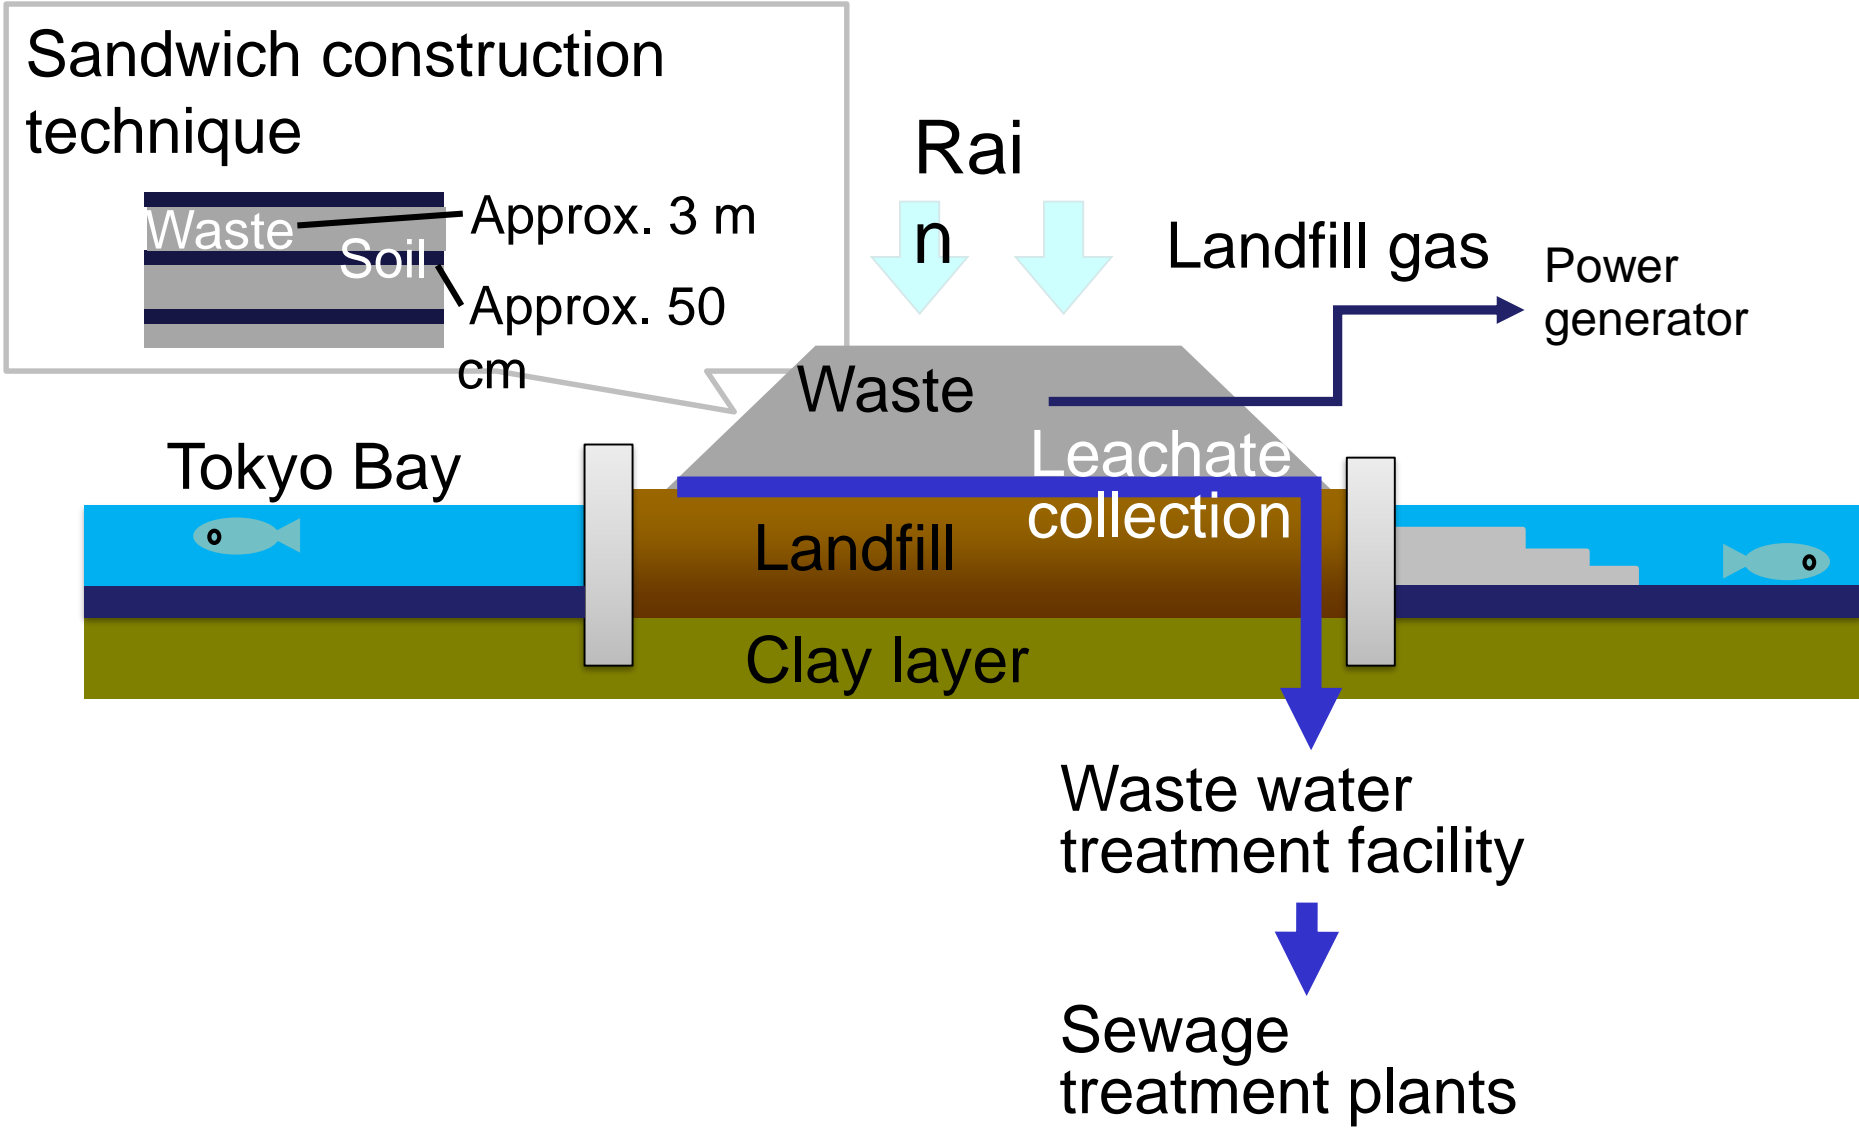 Sandwich construction
technique
Waste
Soil
Approx. 3 m
Approx. 50
cm
Rai
n
Landfill gas
Power
generator
Waste
Leachate
collection
Tokyo Bay
Landfill
Clay layer
Waste water
treatment facility
Sewage
treatment plants